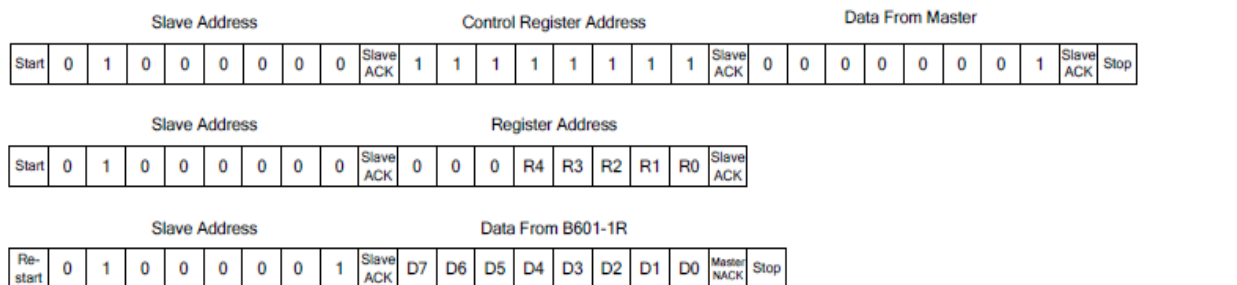 Slave Address Control Register Address Data From Master
Start 0 1 0 0 0 0 0 0 Slave ACK 1 1 1 1 1 1 1 1 Slave ACK 0 0 0 0 0 0 0 1 Slave ACK Stop
Slave Address Register Address
Start 0 1 0 0 0 0 0 0 Slave ACK 0 0 0 R4 R3 R2 R1 R0 Slave ACK
Slave Address Data From B601-1R
Re-start 0 1 0 0 0 0 0 1 Slave ACK D7 D6 D5 D4 D3 D2 D1 D0 Master NACK Stop